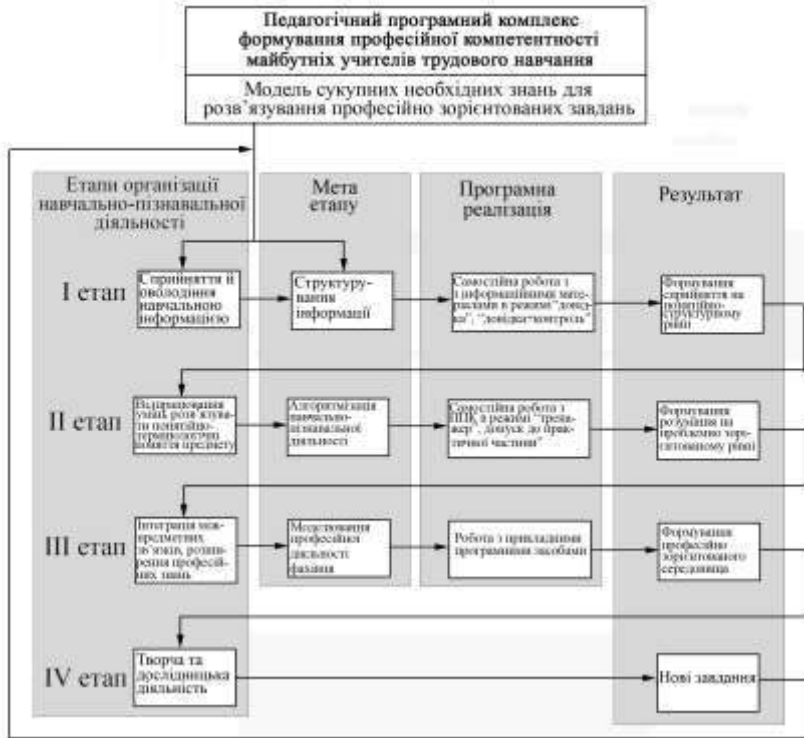 Педагогічний програмний комплекс
формування професійної компетентності
майбутніх учителів трудового навчання
Модель сукупних необхідних знань для
розв’язування професійно зорієнтованих завдань
Етапи організації
навчально-пізнавальної
діяльності
Мета
етапу
Програмна
реалізація
Результат
І етап
Сприйняття й
оволодіння
навчальною
інформацією
Структуру-
вання
інформації
Самостійна робота з
з інформаційними мате-
ріалами в режимі “довід-
ка”, “довідка-контроль”
Формування
сприйняття на
понятійно-
структурному
рівні
ІІ етап
Відпрацювання
умінь розв’язува-
ти понятійно-
термінологічні
поняття предмету
Алгоритмізація
навчально-
пізнавальної
діяльності
Самостійна робота з
ППК в режимі “трена-
жер”, допуск до прак-
тичної частини”
Формування
розуміння на
проблемно зорі-
єнтованому рівні
ІІІ етап
Інтеграція між-
предметних
зв’язків, розши-
рення професій-
них знань
Моделювання
професійної
діяльності
фахівця
Робота з прикладними
програмними засобами
Формування
професійно
зорієнтованого
середовища
IV етап
Творча та
дослідницька
діяльність
Нові завдання